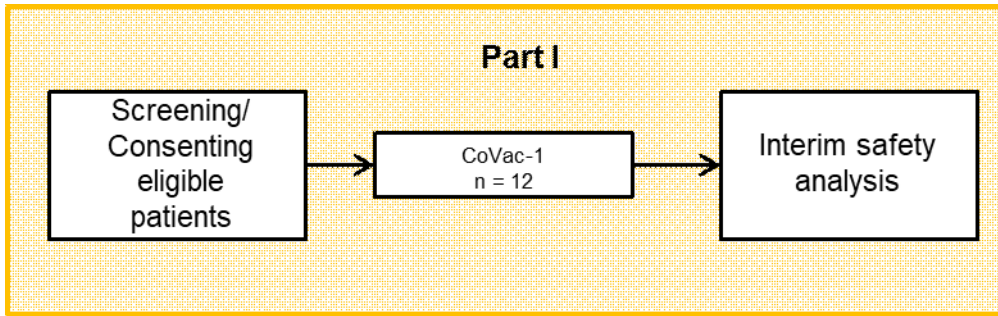 Part I
Screening/
Consenting
eligible
patients
CoVac-1
n = 12
Interim safety
analysis